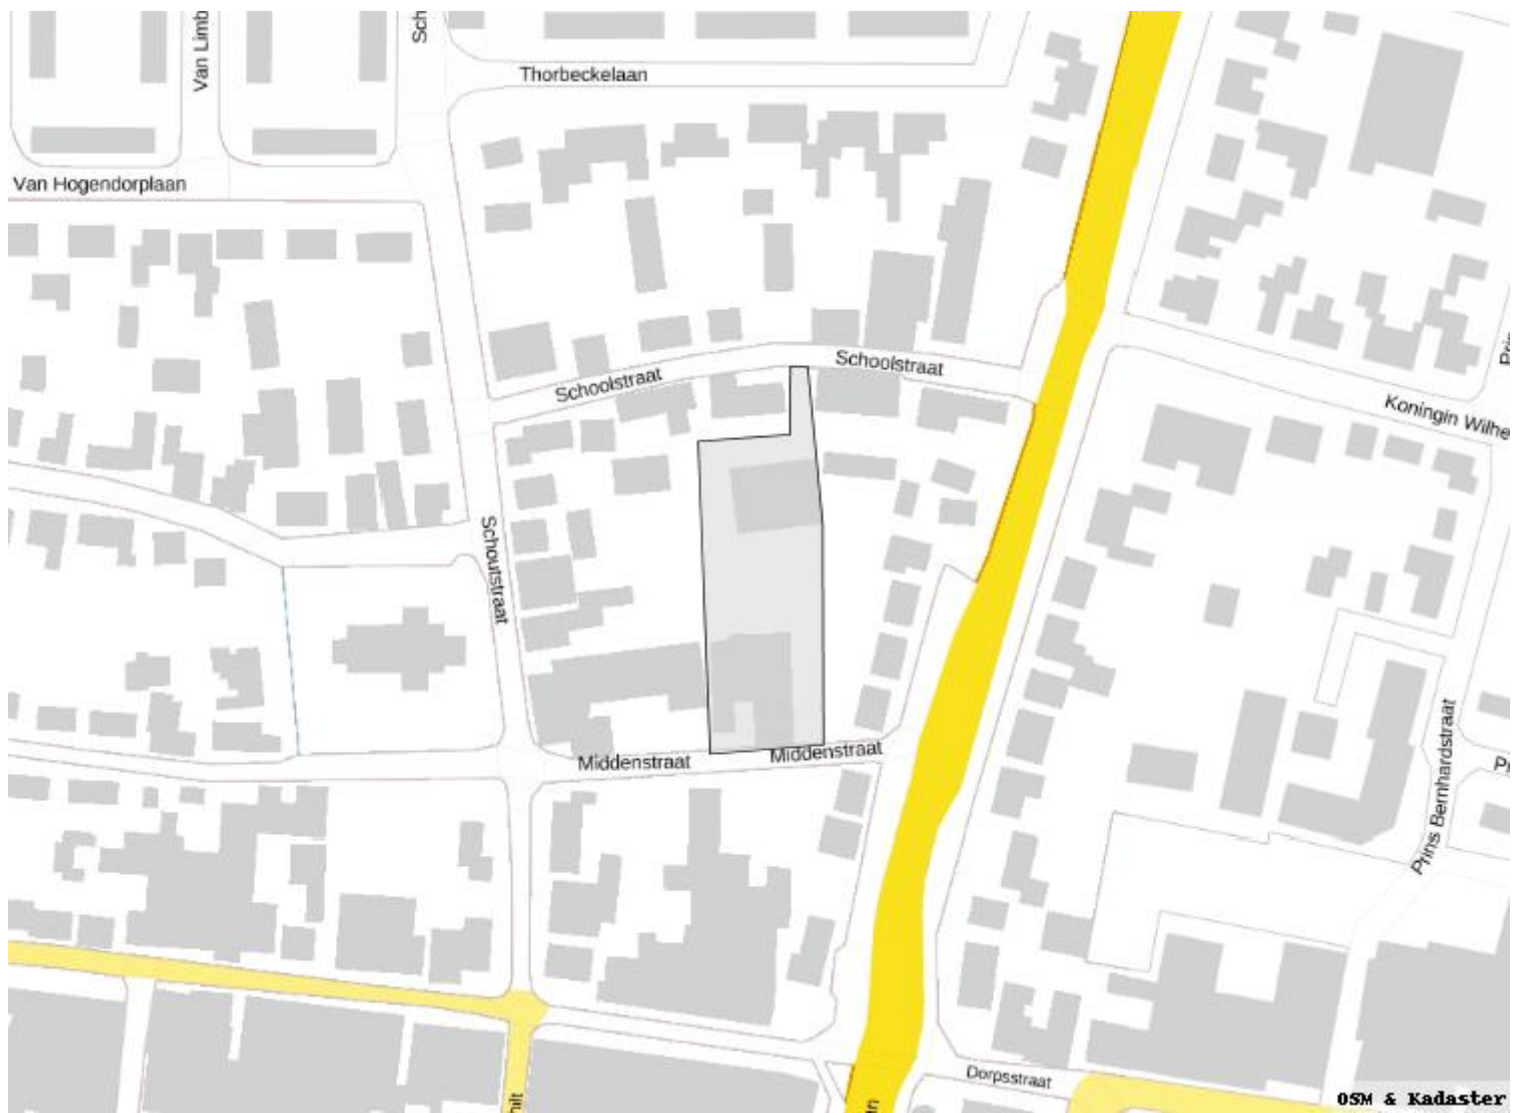 Van Limb
Sch
Thorbeckelaan
Van Hogendorplaan
Schoolstraat
Schoolstraat
Koningin Wilhe
Schoutstraat
Middenstraat
Middenstraat
Prins Bernhardstraat
Dorpsstraat
OSM & Kadaster